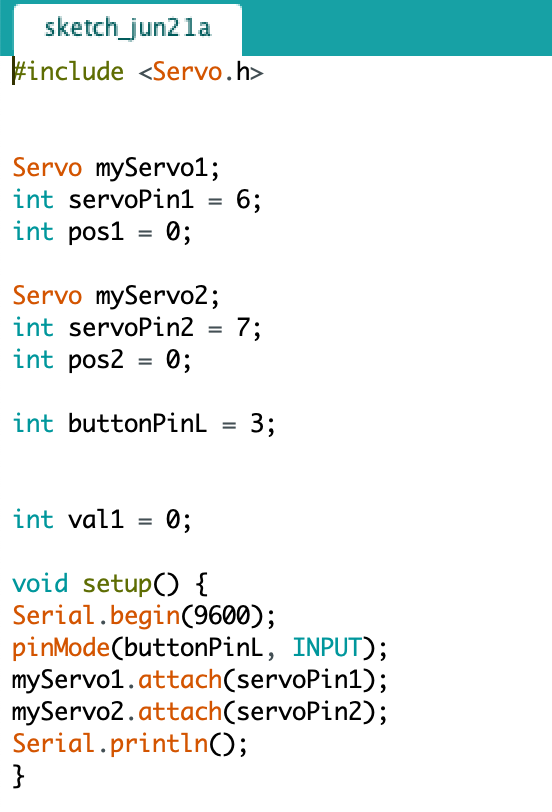 sketch_jun21a
#include <Servo.h>
Servo myServo1;
int servoPin1 = 6;
int pos1 = 0;
Servo myServo2;
int servoPin2 = 7;
int pos2 = 0;
int buttonPinL = 3;
int val1 = 0;
void setup() {
Serial.begin(9600);
pinMode(buttonPinL, INPUT);
myServo1.attach(servoPin1);
myServo2.attach(servoPin2);
Serial.println();
}